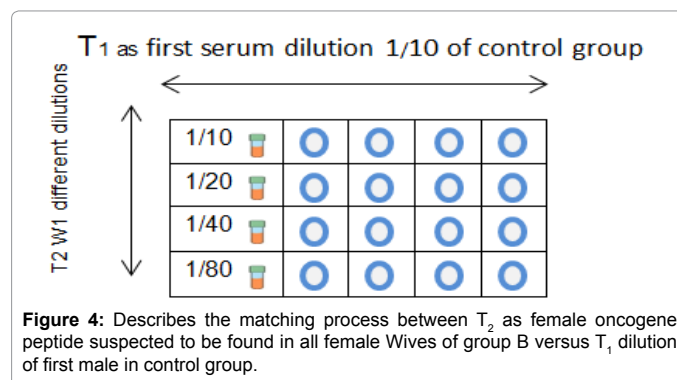 T1 as first serum dilution 1/10 of control group
T2 W1 different dilutions
1/10
1/20
1/40
1/80
Figure 4: Describes the matching process between T2 as female oncogene
peptide suspected to be found in all female Wives of group B versus T1 dilution
of first male in control group.